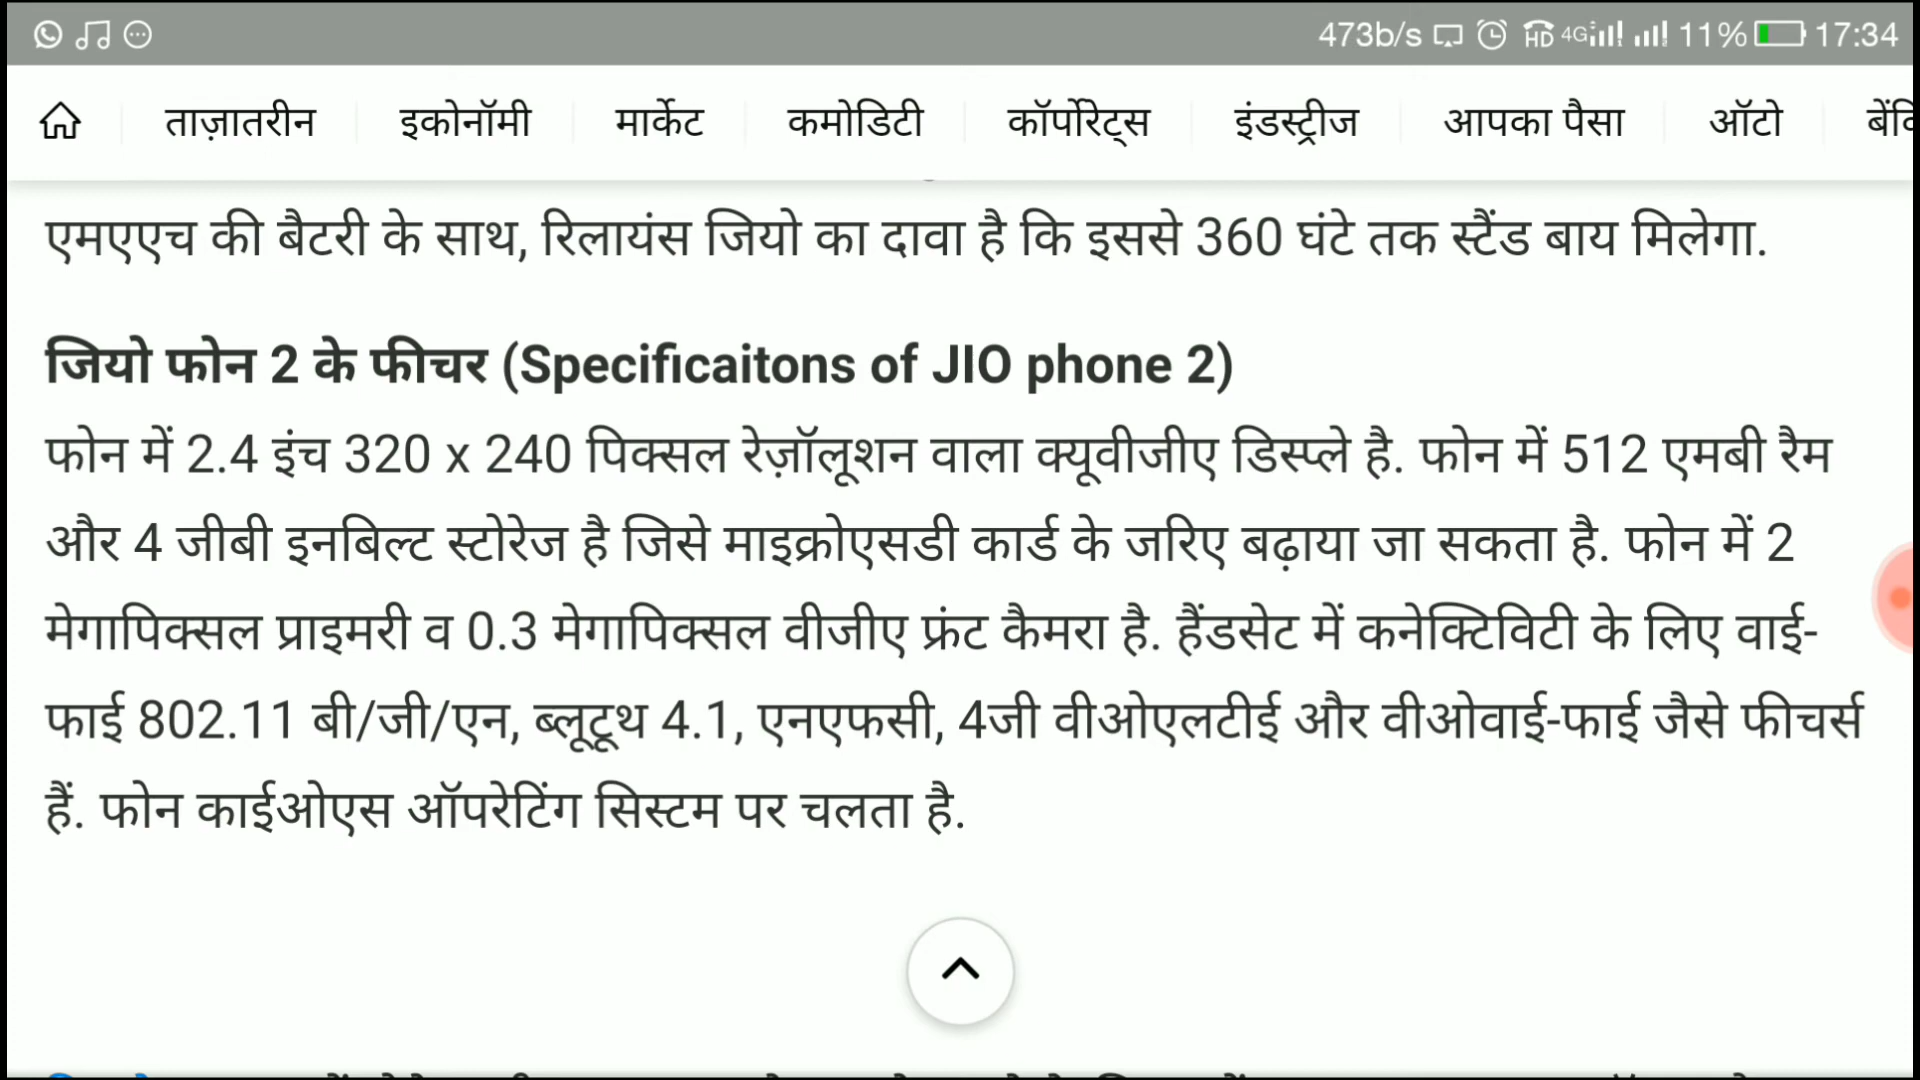 473b/s HD 4G 11% 17:34
ताज़ातरीन इकोनॉमी मार्केट कमोडिटी कॉर्पोरेट्स इंडस्ट्रीज आपका पैसा ऑटो
एमएएच की बैटरी के साथ, रिलायंस जियो का दावा है कि इससे 360 घंटे तक स्टैंड बाय मिलेगा.
जियो फोन 2 के फीचर (Specificaitons of JIO phone 2)
फोन में 2.4 इंच 320 x 240 पिक्सल रेज़ॉलूशन वाला क्यूवीजीए डिस्प्ले है. फोन में 512 एमबी रैम
और 4 जीबी इनबिल्ट स्टोरेज है जिसे माइक्रोएसडी कार्ड के जरिए बढ़ाया जा सकता है. फोन में 2
मेगापिक्सल प्राइमरी व 0.3 मेगापिक्सल वीजीए फ्रंट कैमरा है. हैंडसेट में कनेक्टिविटी के लिए वाई-
फाई 802.11 बी/जी/एन, ब्लूटूथ 4.1, एनएफसी, 4जी वीओएलटीई और वीओवाई-फाई जैसे फीचर्स
हैं. फोन काईओएस ऑपरेटिंग सिस्टम पर चलता है.